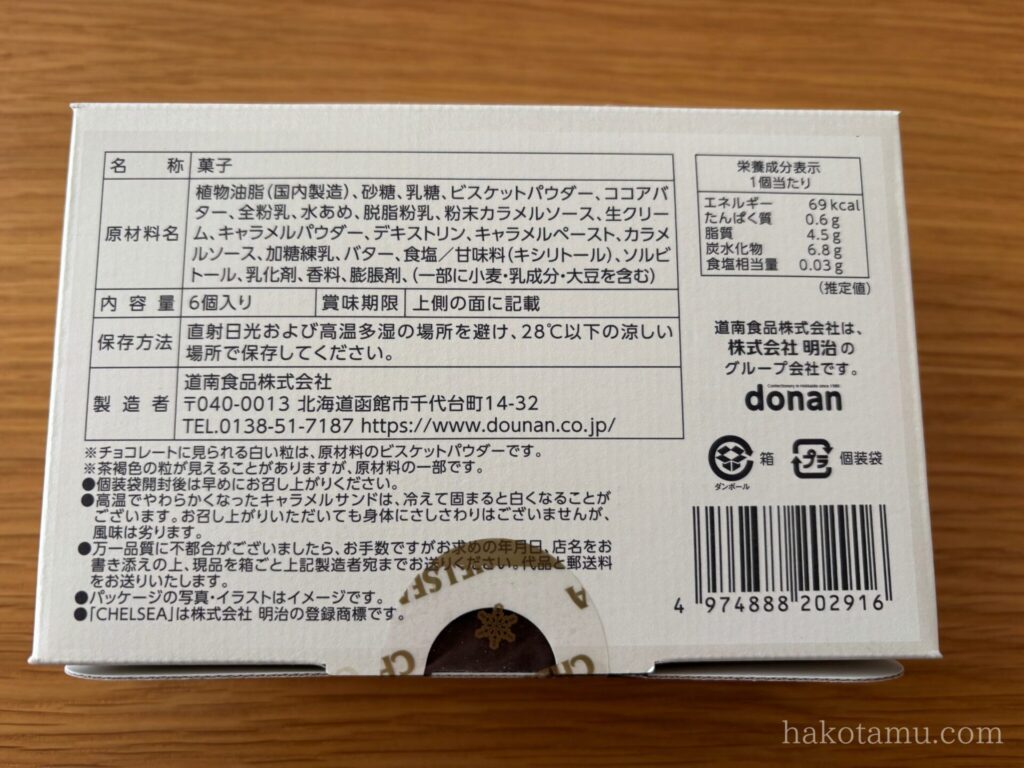 名 称 菓子
原材料名 植物油脂(国内製造)、砂糖、乳糖、ビスケットパウダー、ココアバ
ター、全粉乳、水あめ、脱脂粉乳、粉末カラメルソース、生クリー
ム、キャラメルパウダー、デキストリン、キャラメルペースト、カラメ
ルソース、加糖練乳、バター、食塩/甘味料(キシリトール)、ソルビ
トール、乳化剤、香料、膨脹剤、(一部に小麦・乳成分・大豆を含む)
内容量 6個入り 賞味期限 上側の面に記載
保存方法 直射日光および高温多湿の場所を避け、28℃以下の涼しい
場所で保存してください。
製造者 道南食品株式会社
〒040-0013 北海道函館市千代台町14-32
TEL.0138-51-7187 https://www.dounan.co.jp/
※チョコレートに見られる白い粒は、原材料のビスケットパウダーです。
※茶褐色の粒が見えることがありますが、原材料の一部です。
●個装袋開封後は早めにお召し上がりください。
●高温でやわらかくなったキャラメルサンドは、冷えて固まると白くなることが
ございます。お召し上がりいただいても身体にさしさわりはございませんが、
風味は劣ります。
●万一品質に不都合がございましたら、お手数ですがお求めの年月日、店名をお
書き添えの上、現品を箱ごと上記製造者宛までお送りください。代品と郵送料
をお送りいたします。
●パッケージの写真・イラストはイメージです。
●「CHELSEA」は株式会社 明治の登録商標です。
栄養成分表示
1個当たり
エネルギー 69kcal
たんぱく質 0.6g
脂質 4.5g
炭水化物 6.8g
食塩相当量 0.03g
(推定値)
道南食品株式会社は、
株式会社 明治の
グループ会社です。
Confectionery in Hokkaido since
donan
ダンボール 箱 プラ 個装袋
4 974888 202916
CHELSEA
hakotamu.com